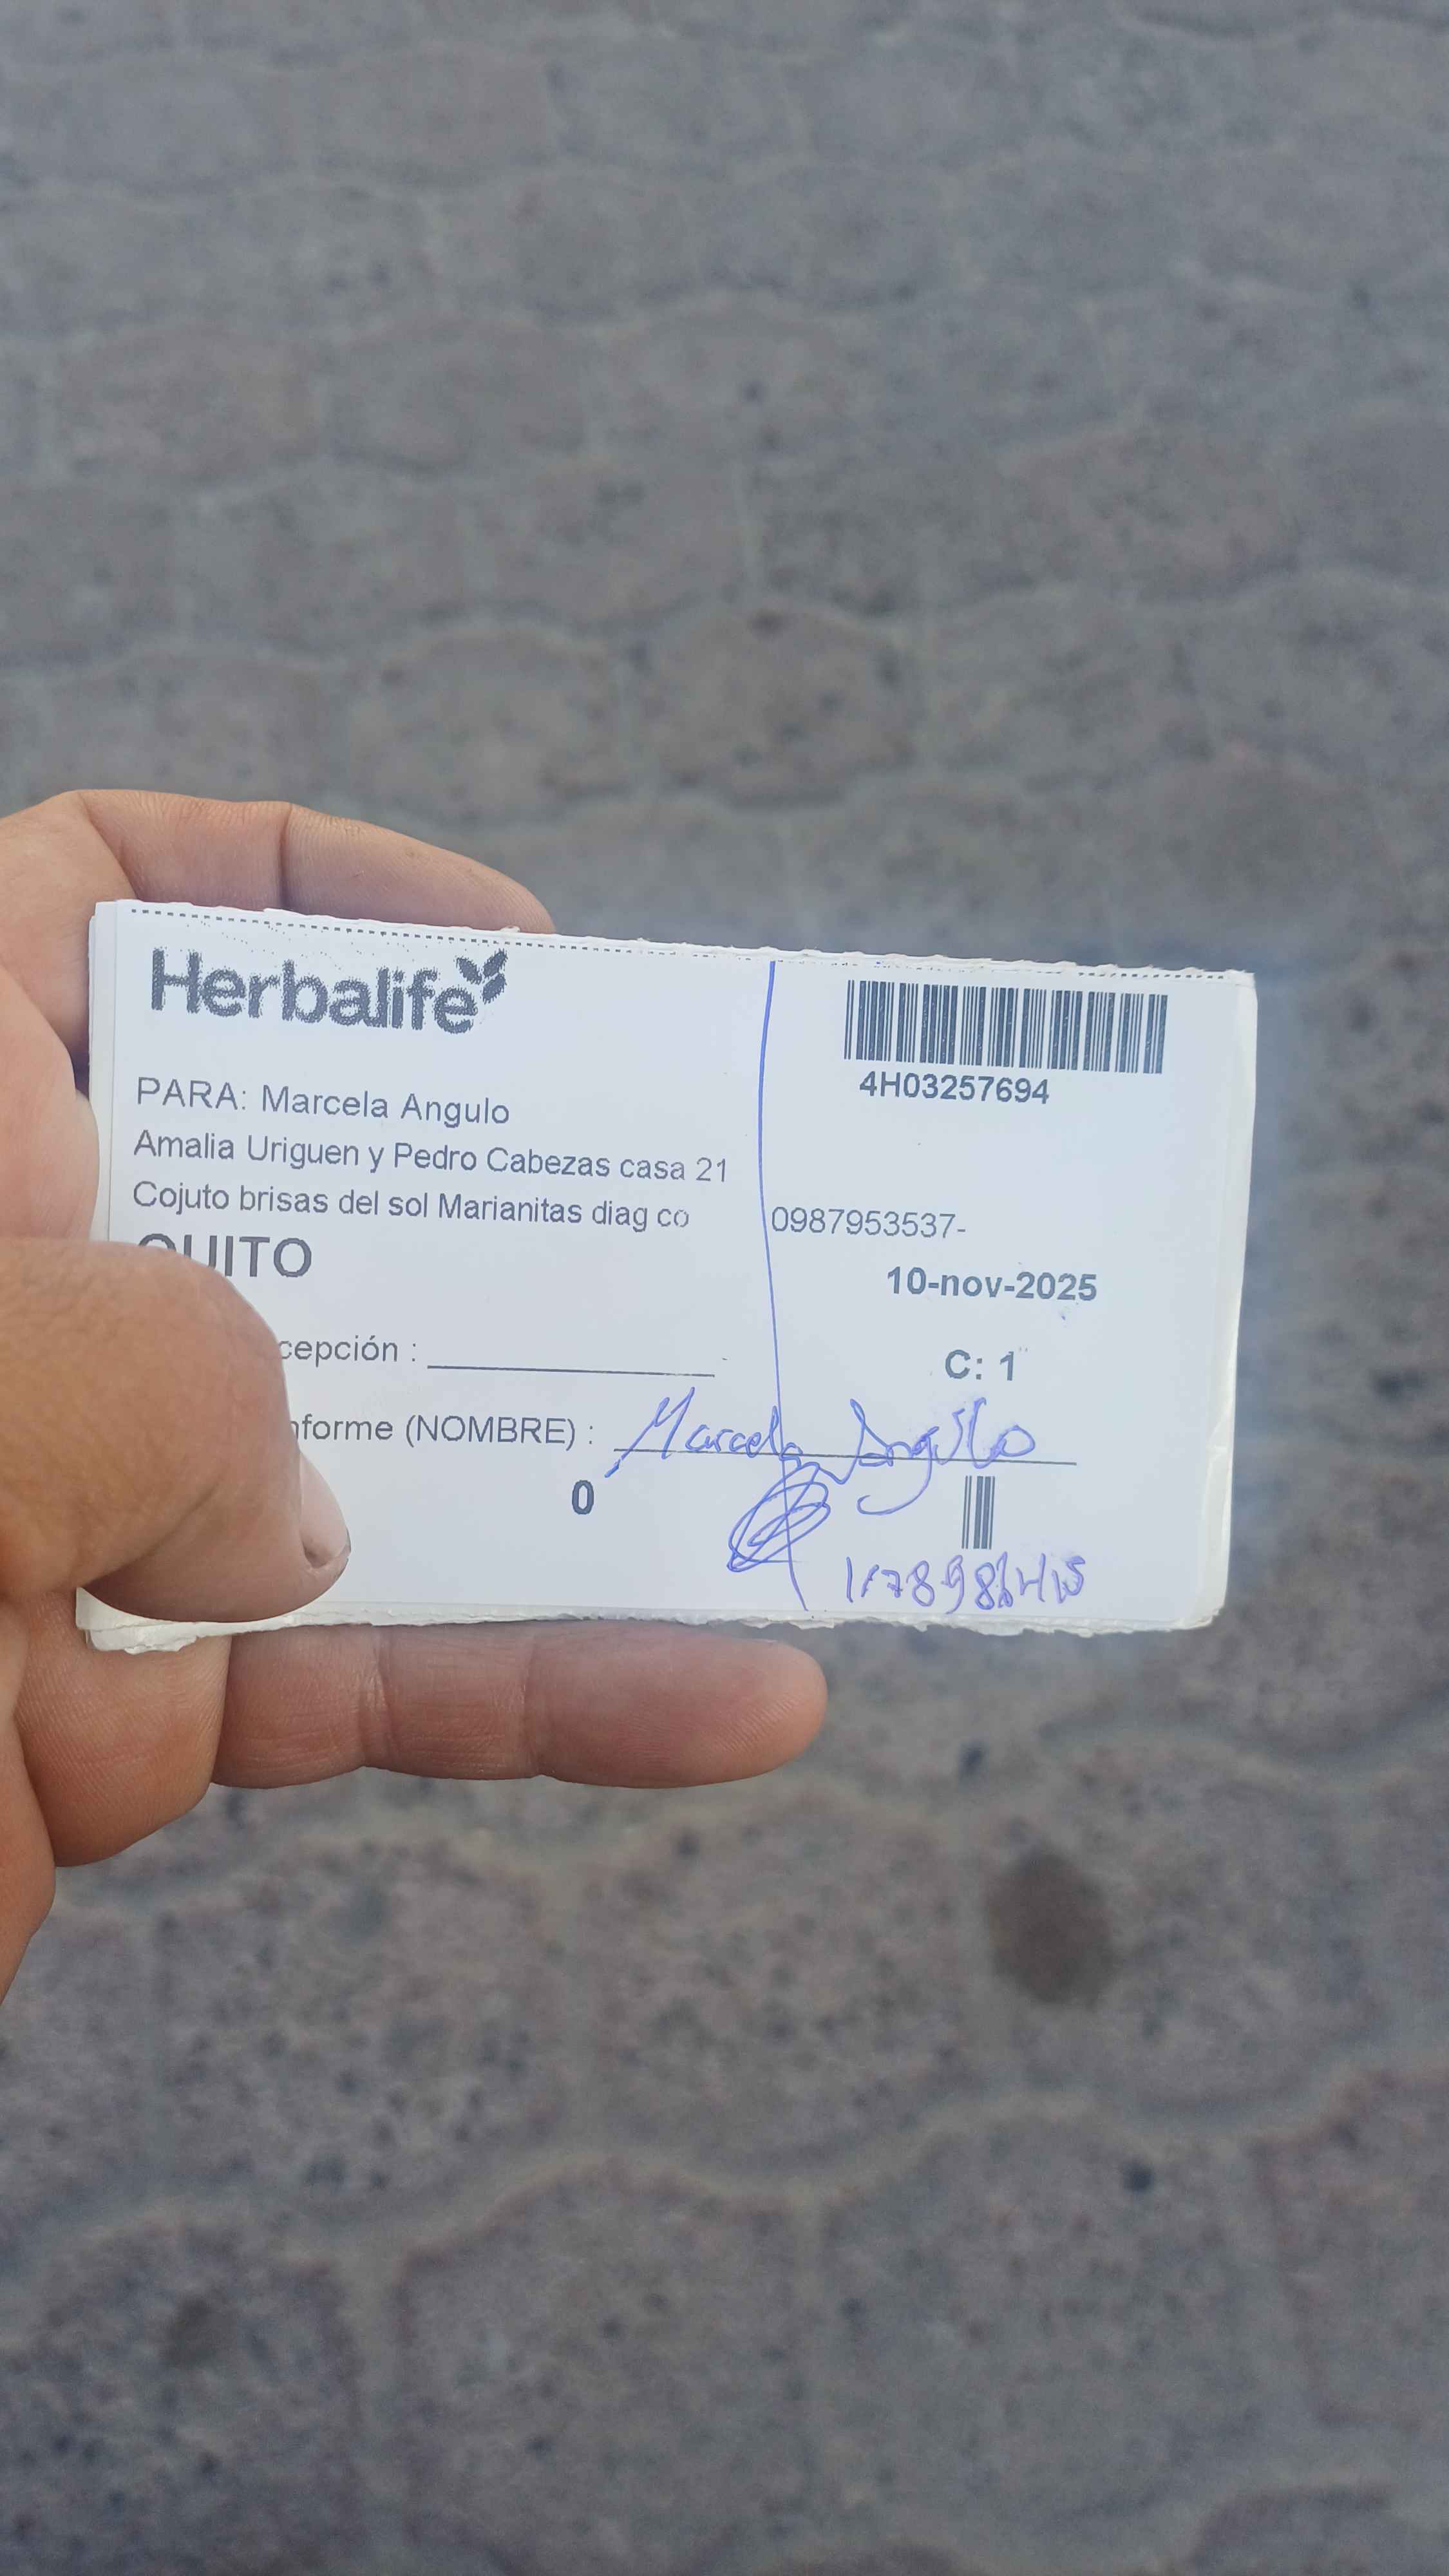 Herbalife
4H03257694
PARA: Marcela Angulo
Amalia Uriguen y Pedro Cabezas casa 21
Cojuto brisas del sol Marianitas diag co
0987953537-
QUITO
10-nov-2025
cepción :
C: 1
nforme (NOMBRE) : Marcela Angulo
0